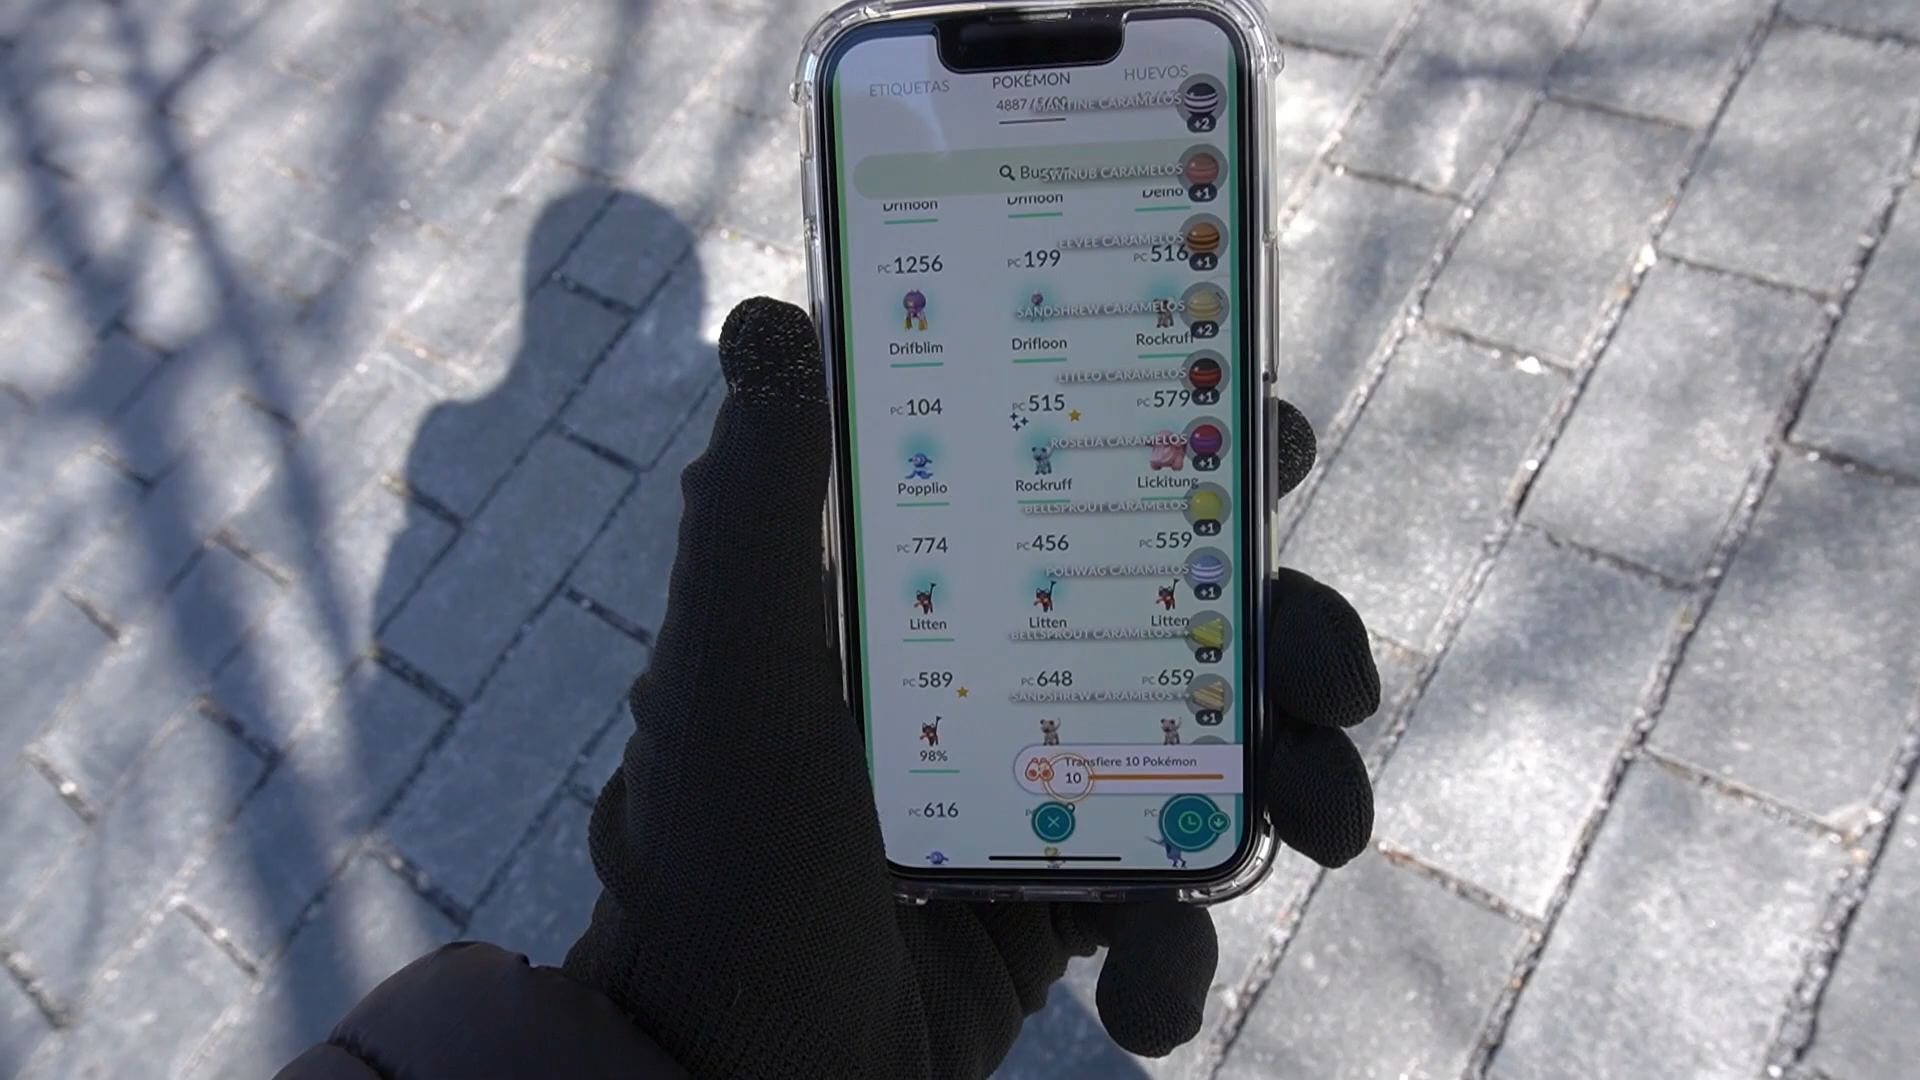 ETIQUETAS
POKÉMON
HUEVOS
4887 /
MANTINE CARAMELOS
+2
SWINUB CARAMELOS
+1
Drifloon
Drifloon
Deino
EEVEE CARAMELOS
+1
PC 1256
PC 199
PC 516
SANDSHREW CARAMELOS
+2
Drifblim
Drifloon
Rockruff
LITLEO CARAMELOS
+1
PC 104
PC 515
PC 579
ROSELIA CARAMELOS
+1
Popplio
Rockruff
Lickitung
BELLSPROUT CARAMELOS
+1
PC 774
PC 456
PC 559
POLIWAG CARAMELOS
+1
Litten
Litten
Litten
BELLSPROUT CARAMELOS ++
+1
PC 589
PC 648
PC 659
SANDSHREW CARAMELOS ++
+1
98%
Transfiere 10 Pokémon
10
PC 616
PC